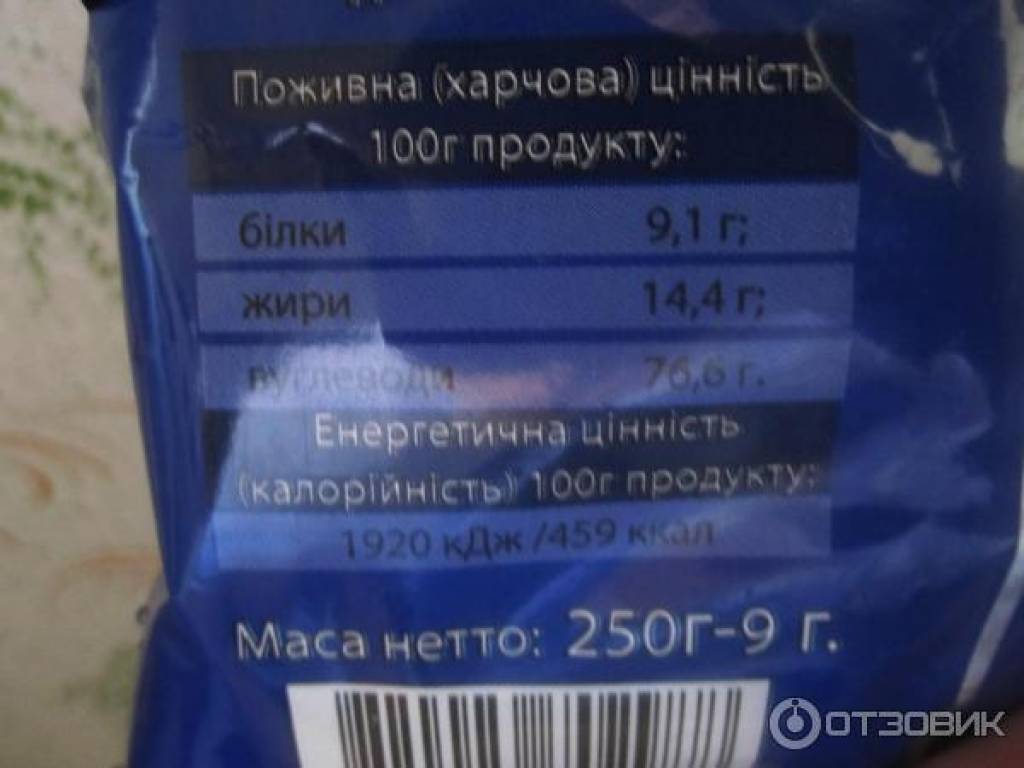 Поживна (харчова) цінність
100г продукту:
білки 9,1 г;
жири 14,4 г;
вуглеводи 76,6 г.
Енергетична цінність
(калорійність) 100г продукту:
1920 кДж /459 ккал
Маса нетто: 250г-9 г.
ОТЗОВИК